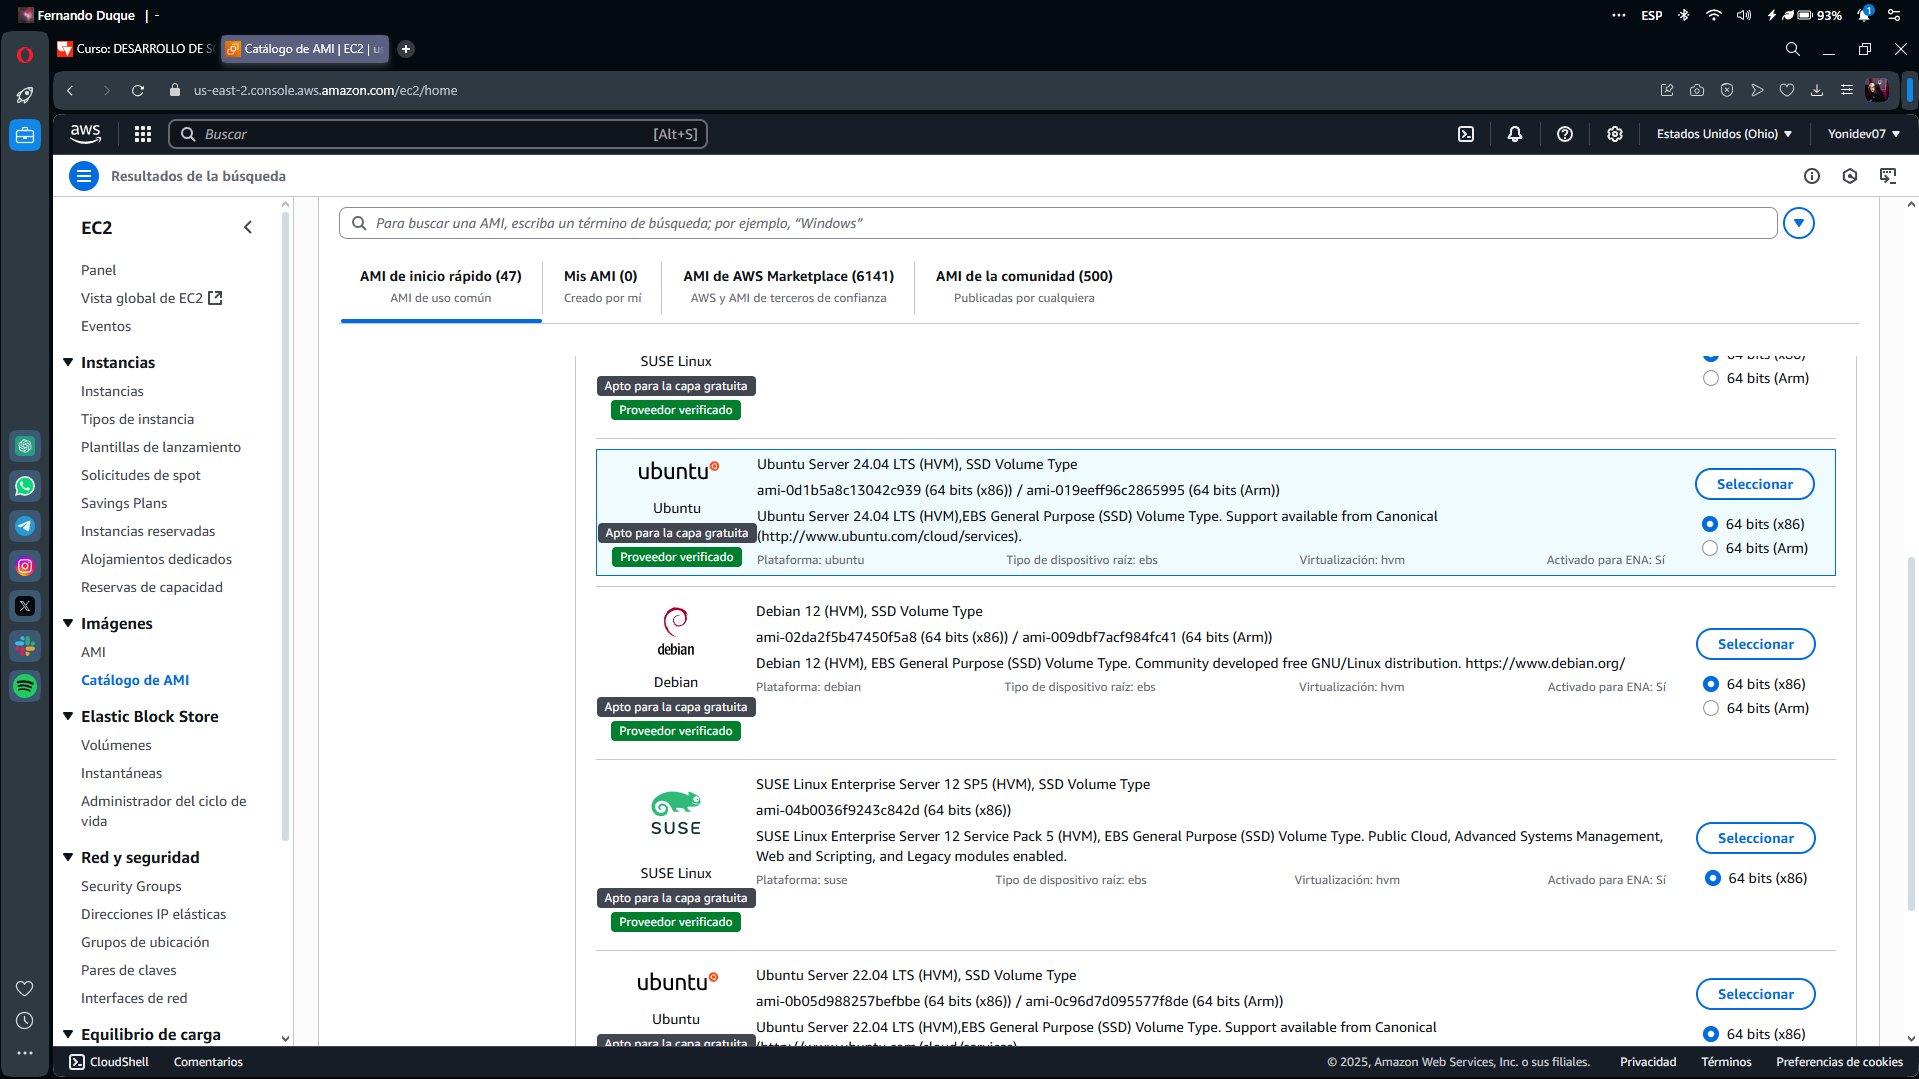 Fernando Duque | -
ESP
93%
1
Curso: DESARROLLO DE S
Catálogo de AMI | EC2 | us
us-east-2.console.aws.amazon.com/ec2/home
aws
Buscar
[Alt+S]
Estados Unidos (Ohio)
Yonidev07
Resultados de la búsqueda
EC2
Panel
Vista global de EC2
Eventos
Instancias
Instancias
Tipos de instancia
Plantillas de lanzamiento
Solicitudes de spot
Savings Plans
Instancias reservadas
Alojamientos dedicados
Reservas de capacidad
Imágenes
AMI
Catálogo de AMI
Elastic Block Store
Volúmenes
Instantáneas
Administrador del ciclo de
vida
Red y seguridad
Security Groups
Direcciones IP elásticas
Grupos de ubicación
Pares de claves
Interfaces de red
Equilibrio de carga
Para buscar una AMI, escriba un término de búsqueda; por ejemplo, “Windows”
AMI de inicio rápido (47)
AMI de uso común
Mis AMI (0)
Creado por mí
AMI de AWS Marketplace (6141)
AWS y AMI de terceros de confianza
AMI de la comunidad (500)
Publicadas por cualquiera
SUSE Linux
Apto para la capa gratuita
Proveedor verificado
64 bits (x86)
64 bits (Arm)
ubuntu
Ubuntu
Apto para la capa gratuita
Proveedor verificado
Ubuntu Server 24.04 LTS (HVM), SSD Volume Type
ami-0d1b5a8c13042c939 (64 bits (x86)) / ami-019eeff96c2865995 (64 bits (Arm))
Ubuntu Server 24.04 LTS (HVM),EBS General Purpose (SSD) Volume Type. Support available from Canonical
(http://www.ubuntu.com/cloud/services).
Plataforma: ubuntu
Tipo de dispositivo raíz: ebs
Virtualización: hvm
Activado para ENA: Sí
Seleccionar
64 bits (x86)
64 bits (Arm)
debian
Debian
Apto para la capa gratuita
Proveedor verificado
Debian 12 (HVM), SSD Volume Type
ami-02da2f5b47450f5a8 (64 bits (x86)) / ami-009dbf7acf984fc41 (64 bits (Arm))
Debian 12 (HVM), EBS General Purpose (SSD) Volume Type. Community developed free GNU/Linux distribution. https://www.debian.org/
Plataforma: debian
Tipo de dispositivo raíz: ebs
Virtualización: hvm
Activado para ENA: Sí
Seleccionar
64 bits (x86)
64 bits (Arm)
SUSE
SUSE Linux
Apto para la capa gratuita
Proveedor verificado
SUSE Linux Enterprise Server 12 SP5 (HVM), SSD Volume Type
ami-04b0036f9243c842d (64 bits (x86))
SUSE Linux Enterprise Server 12 Service Pack 5 (HVM), EBS General Purpose (SSD) Volume Type. Public Cloud, Advanced Systems Management,
Web and Scripting, and Legacy modules enabled.
Plataforma: suse
Tipo de dispositivo raíz: ebs
Virtualización: hvm
Activado para ENA: Sí
Seleccionar
64 bits (x86)
ubuntu
Ubuntu
Apto para la capa gratuita
Ubuntu Server 22.04 LTS (HVM), SSD Volume Type
ami-0b05d988257befbbe (64 bits (x86)) / ami-0c96d7d095577f8de (64 bits (Arm))
Ubuntu Server 22.04 LTS (HVM),EBS General Purpose (SSD) Volume Type. Support available from Canonical
(http://www.ubuntu.com/cloud/services)
Seleccionar
64 bits (x86)
CloudShell
Comentarios
© 2025, Amazon Web Services, Inc. o sus filiales.
Privacidad
Términos
Preferencias de cookies